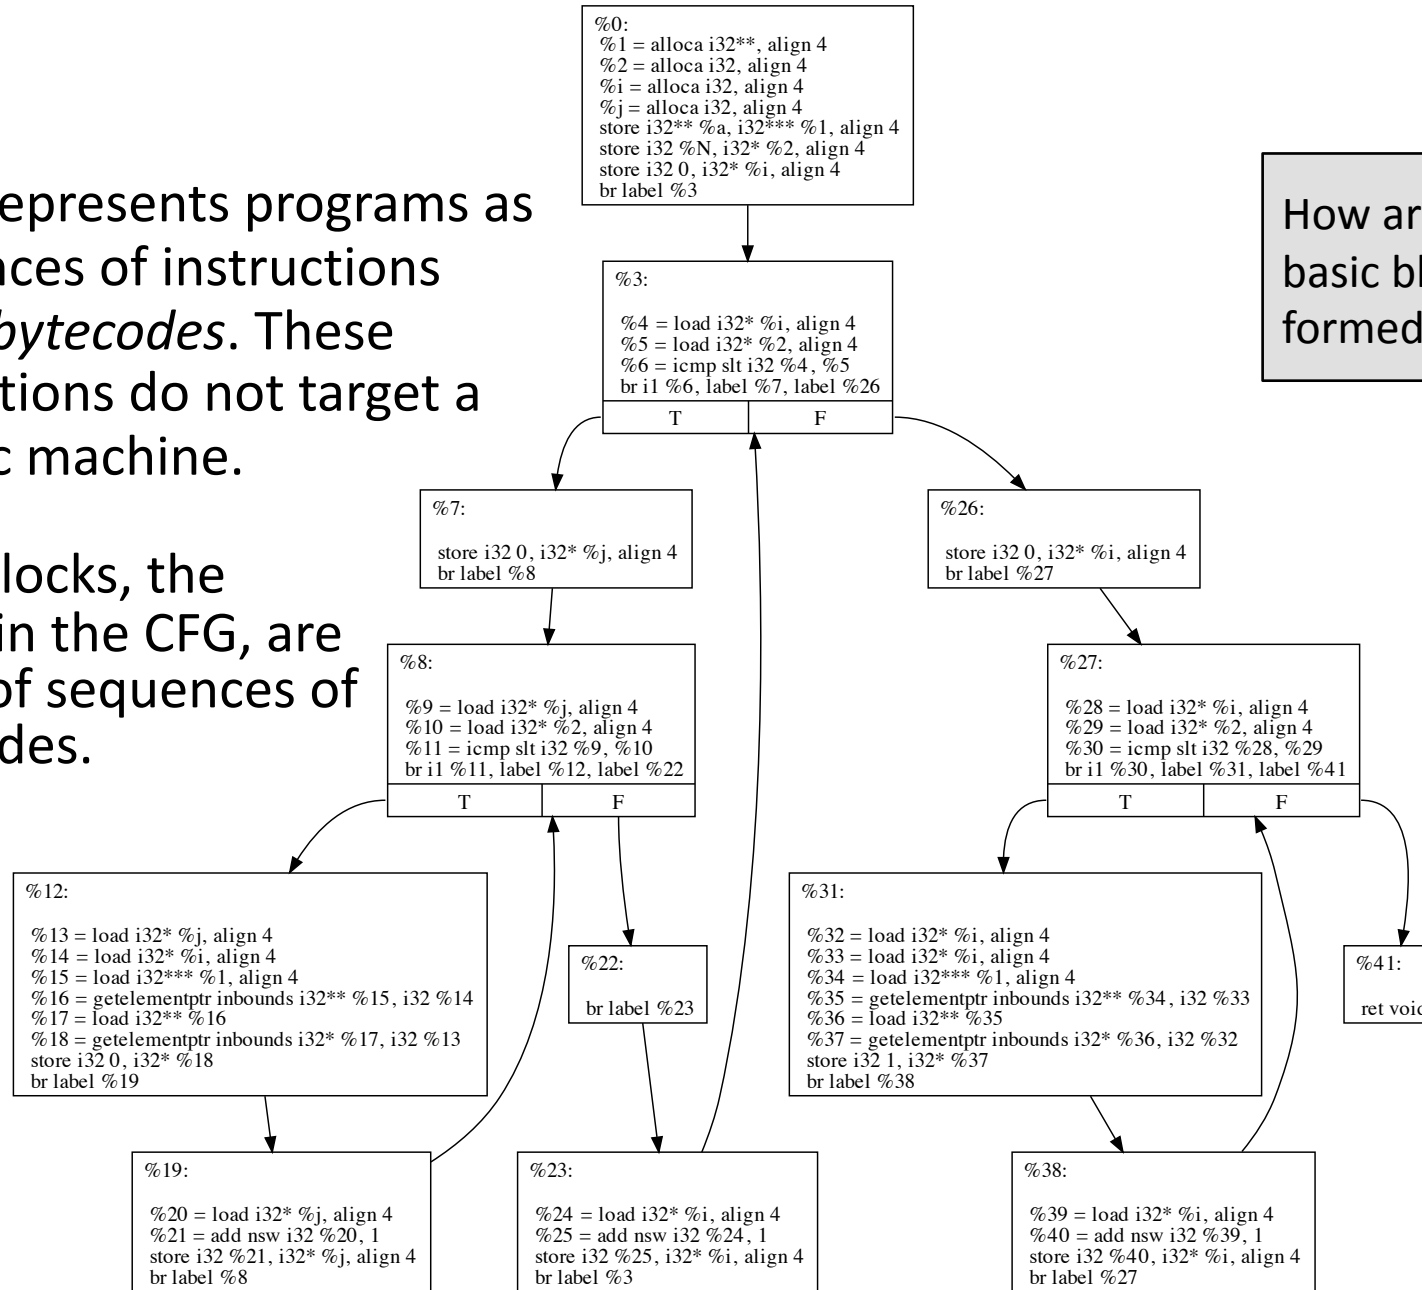 %0:
%1 = alloca i32**, align 4
%2 = alloca i32, align 4
%i = alloca i32, align 4
%j = alloca i32, align 4
store i32** %a, i32*** %1, align 4
store i32 %N, i32* %2, align 4
store i32 0, i32* %i, align 4
br label %3
epresents programs as
nces of instructions
bytecodes. These
tions do not target a
c machine.
locks, the
in the CFG, are
of sequences of
des.
How ar
basic bl
formed
%3:
%4 = load i32* %i, align 4
%5 = load i32* %2, align 4
%6 = icmp slt i32 %4, %5
br i1 %6, label %7, label %26
T F
%7:
store i32 0, i32* %j, align 4
br label %8
%26:
store i32 0, i32* %i, align 4
br label %27
%8:
%9 = load i32* %j, align 4
%10 = load i32* %2, align 4
%11 = icmp slt i32 %9, %10
br i1 %11, label %12, label %22
T F
%27:
%28 = load i32* %i, align 4
%29 = load i32* %2, align 4
%30 = icmp slt i32 %28, %29
br i1 %30, label %31, label %41
T F
%12:
%13 = load i32* %j, align 4
%14 = load i32* %i, align 4
%15 = load i32*** %1, align 4
%16 = getelementptr inbounds i32** %15, i32 %14
%17 = load i32** %16
%18 = getelementptr inbounds i32* %17, i32 %13
store i32 0, i32* %18
br label %19
%22:
br label %23
%31:
%32 = load i32* %i, align 4
%33 = load i32* %i, align 4
%34 = load i32*** %1, align 4
%35 = getelementptr inbounds i32** %34, i32 %33
%36 = load i32** %35
%37 = getelementptr inbounds i32* %36, i32 %32
store i32 1, i32* %37
br label %38
%41:
ret void
%19:
%20 = load i32* %j, align 4
%21 = add nsw i32 %20, 1
store i32 %21, i32* %j, align 4
br label %8
%23:
%24 = load i32* %i, align 4
%25 = add nsw i32 %24, 1
store i32 %25, i32* %i, align 4
br label %3
%38:
%39 = load i32* %i, align 4
%40 = add nsw i32 %39, 1
store i32 %40, i32* %i, align 4
br label %27